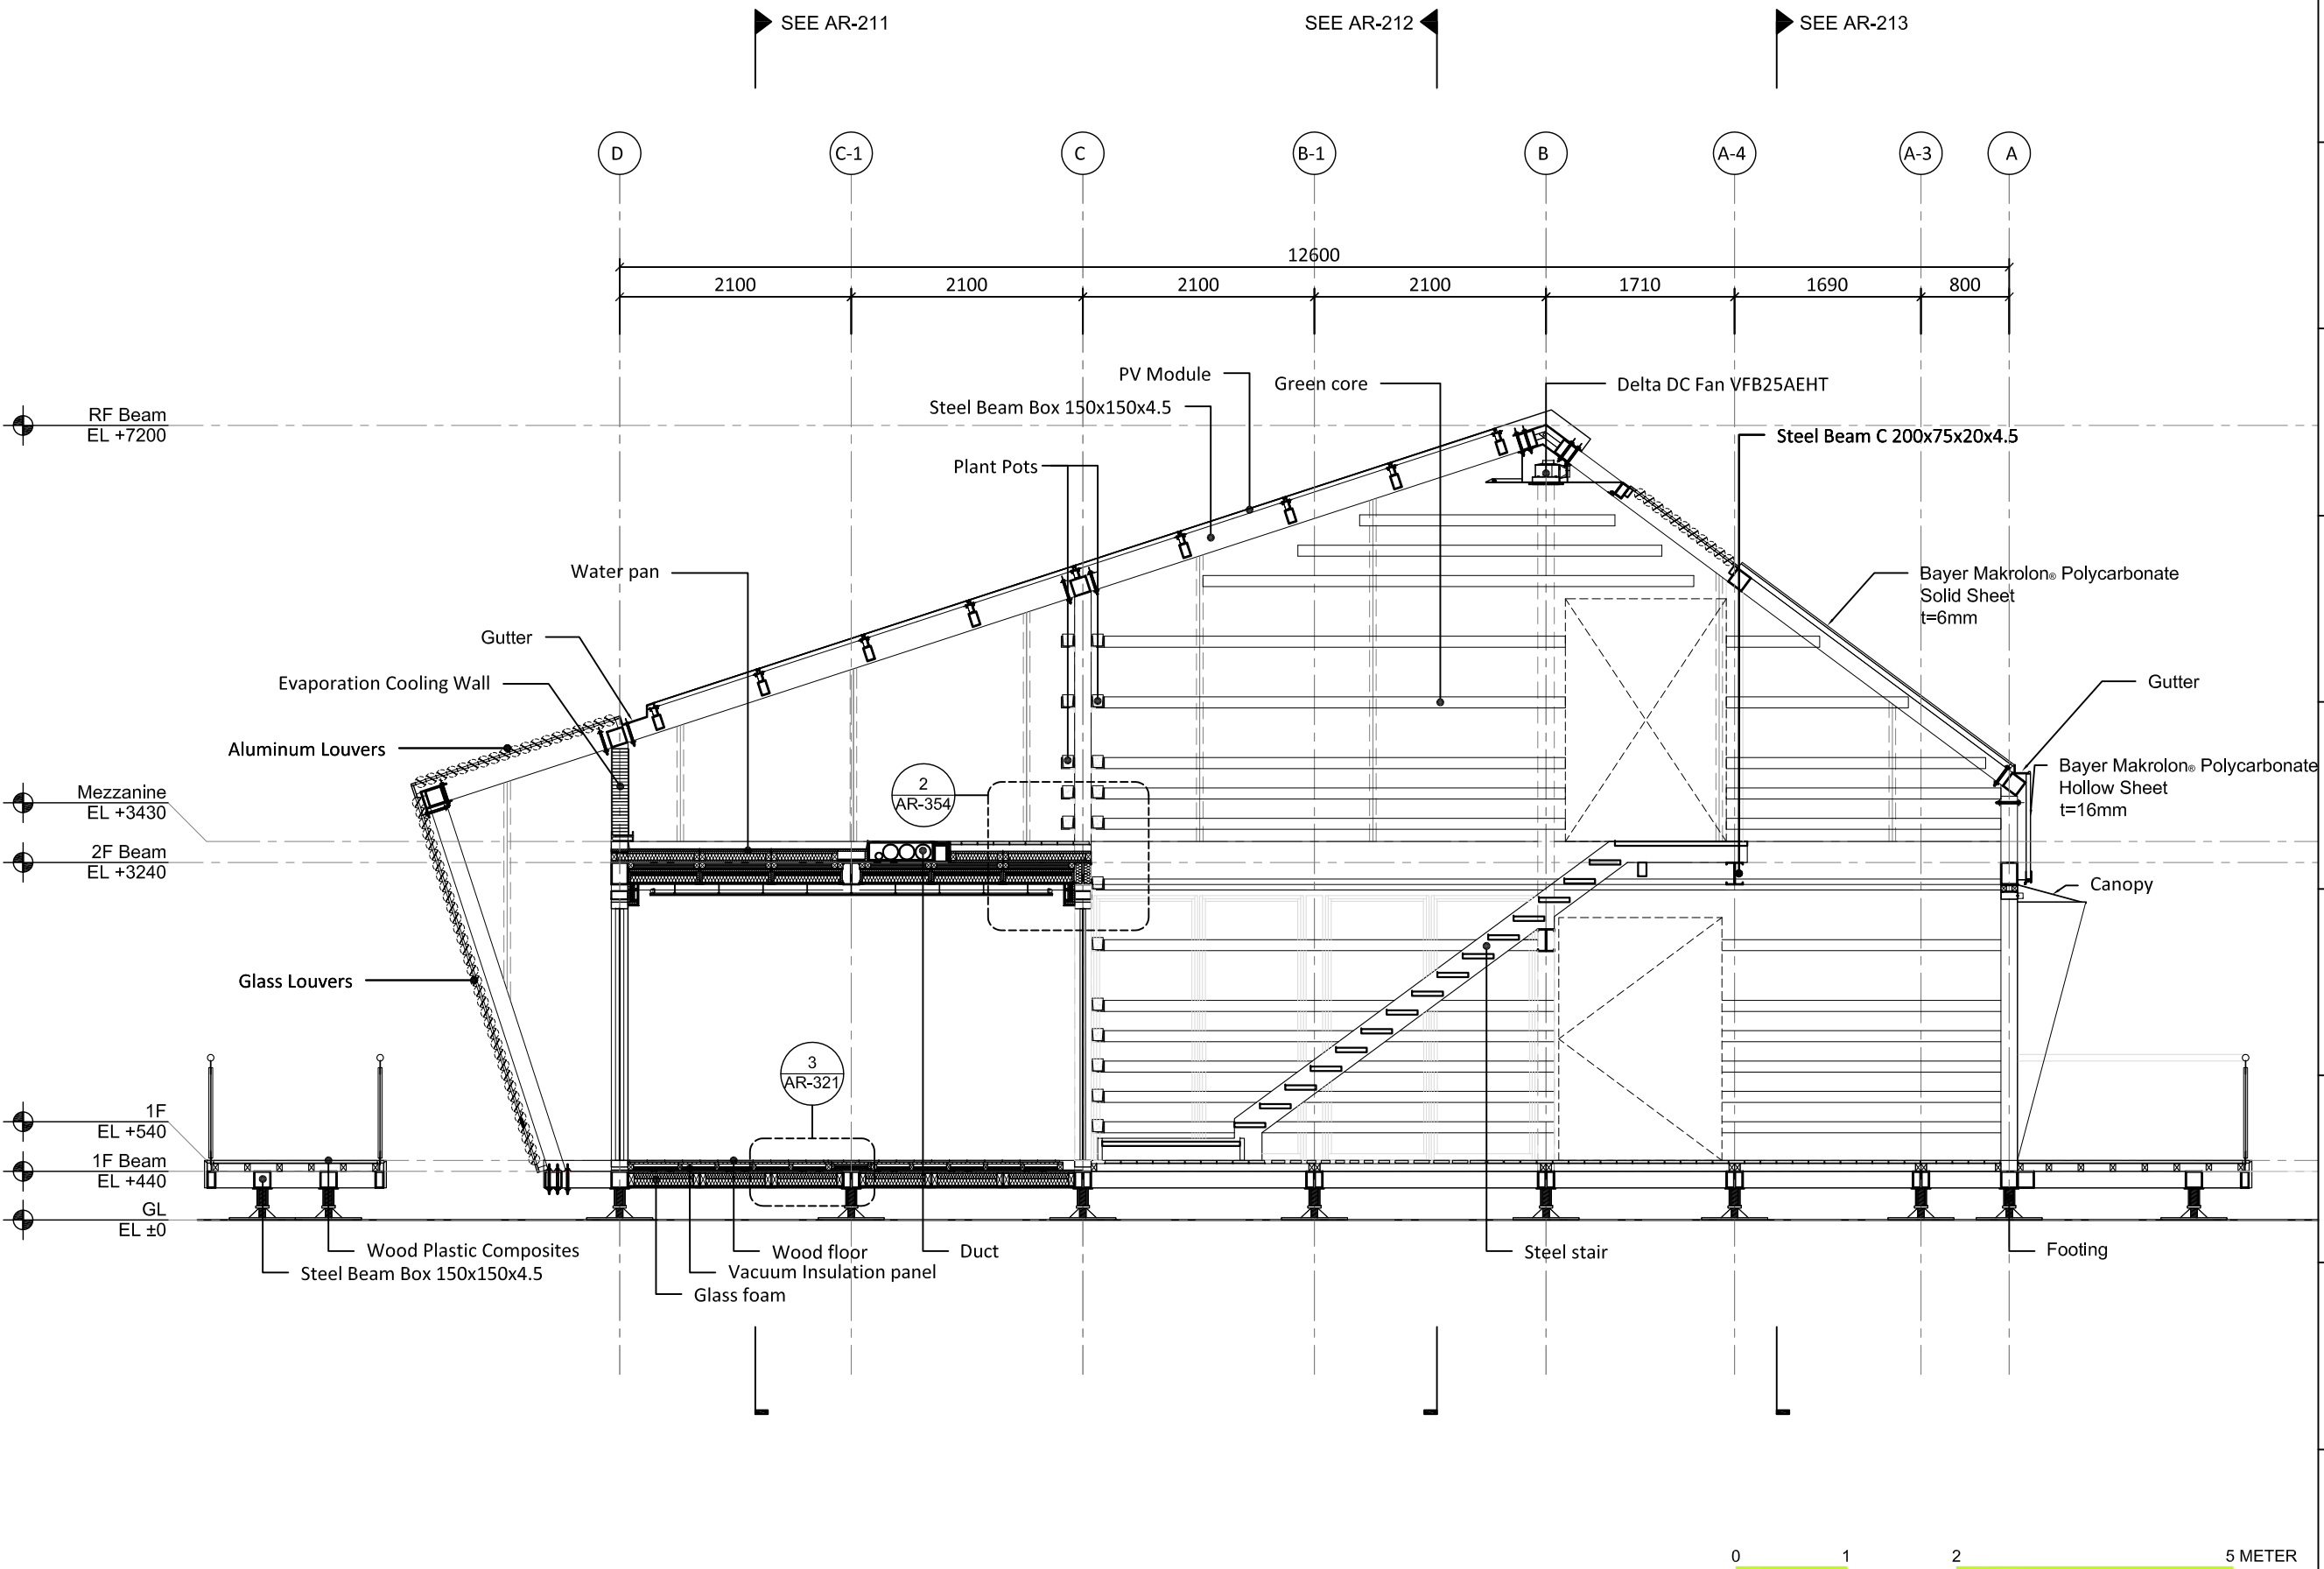 SEE AR-211
SEE AR-212
SEE AR-213
D
C-1
C
B-1
B
A-4
A-3
A
12600
2100
2100
2100
2100
1710
1690
800
PV Module
Green core
Delta DC Fan VFB25AEHT
Steel Beam Box 150x150x4.5
RF Beam
EL +7200
Steel Beam C 200x75x20x4.5
Plant Pots
Water pan
Bayer Makrolon® Polycarbonate
Solid Sheet
t=6mm
Gutter
Evaporation Cooling Wall
Gutter
Aluminum Louvers
Bayer Makrolon® Polycarbonate
Hollow Sheet
t=16mm
2
AR-354
Mezzanine
EL +3430
2F Beam
EL +3240
Canopy
Glass Louvers
3
AR-321
1F
EL +540
1F Beam
EL +440
GL
EL ±0
Wood Plastic Composites
Steel Beam Box 150x150x4.5
Wood floor
Vacuum Insulation panel
Glass foam
Duct
Steel stair
Footing
0 1 2 5 METER